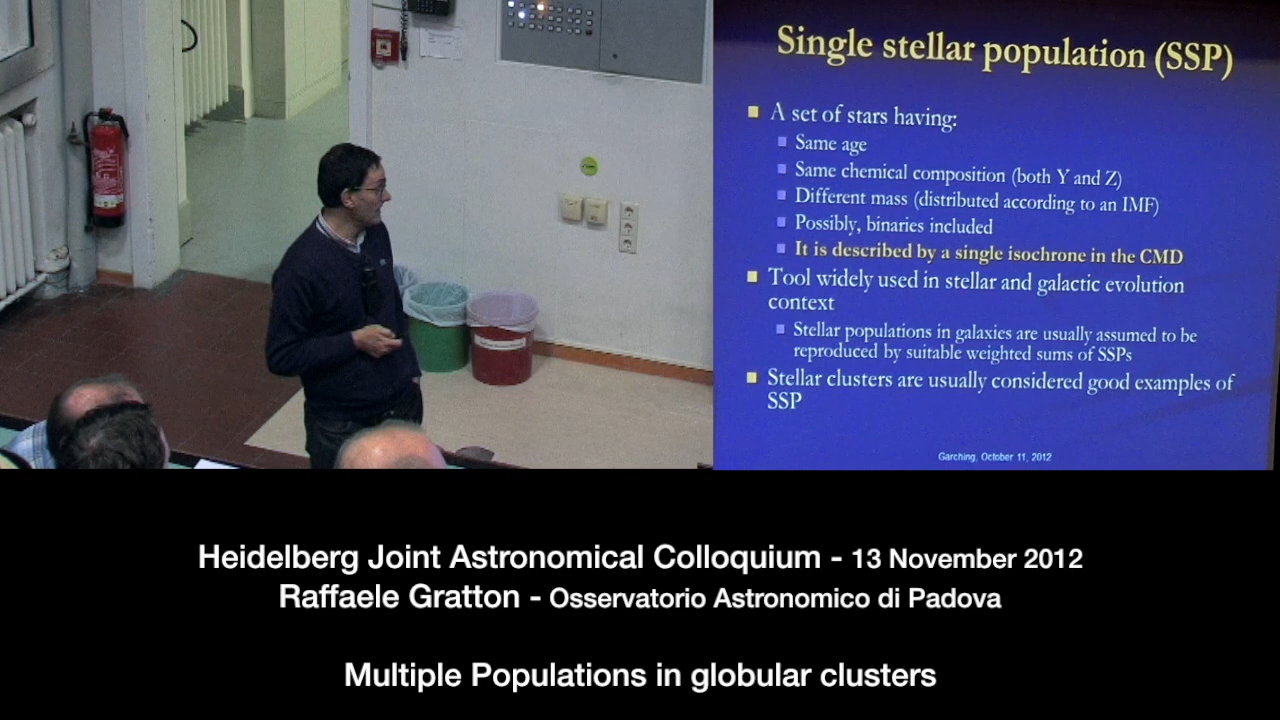 Single stellar population (SSP)
A set of stars having:
Same age
Same chemical composition (both Y and Z)
Different mass (distributed according to an IMF)
Possibly, binaries included
It is described by a single isochrone in the CMD
Tool widely used in stellar and galactic evolution
context
Stellar populations in galaxies are usually assumed to be
reproduced by suitable weighted sums of SSPs
Stellar clusters are usually considered good examples of
SSP
Garching, October 11, 2012
Heidelberg Joint Astronomical Colloquium - 13 November 2012
Raffaele Gratton - Osservatorio Astronomico di Padova
Multiple Populations in globular clusters